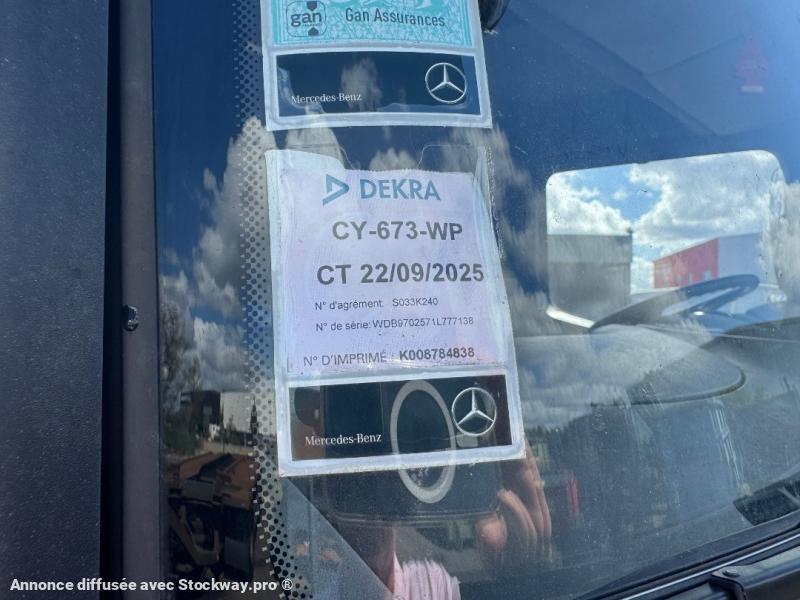 gan
Gan Assurances
Mercedes-Benz
DEKRA
CY-673-WP
CT 22/09/2025
N° d'agrément: S033K240
N° de série: WDB9702571L777138
N° D'IMPRIMÉ : K008784838
Mercedes-Benz
Annonce diffusée avec Stockway.pro ®